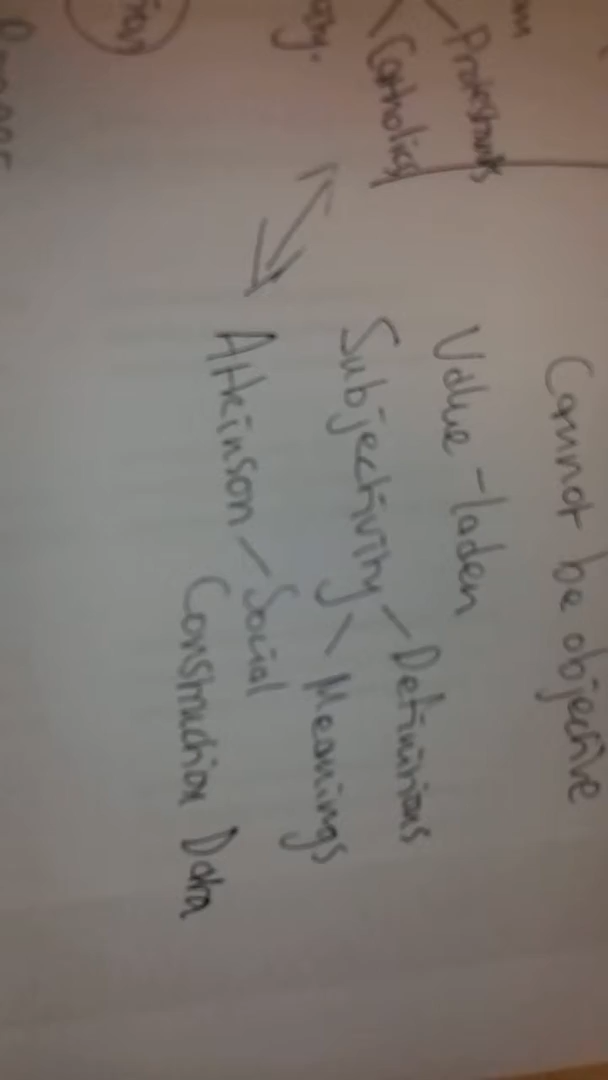 Protestants
Catholics
Cannot be objective
Value-laden
Subjectivity - Definitions
Meanings
Atkinson - Social
Construction Data